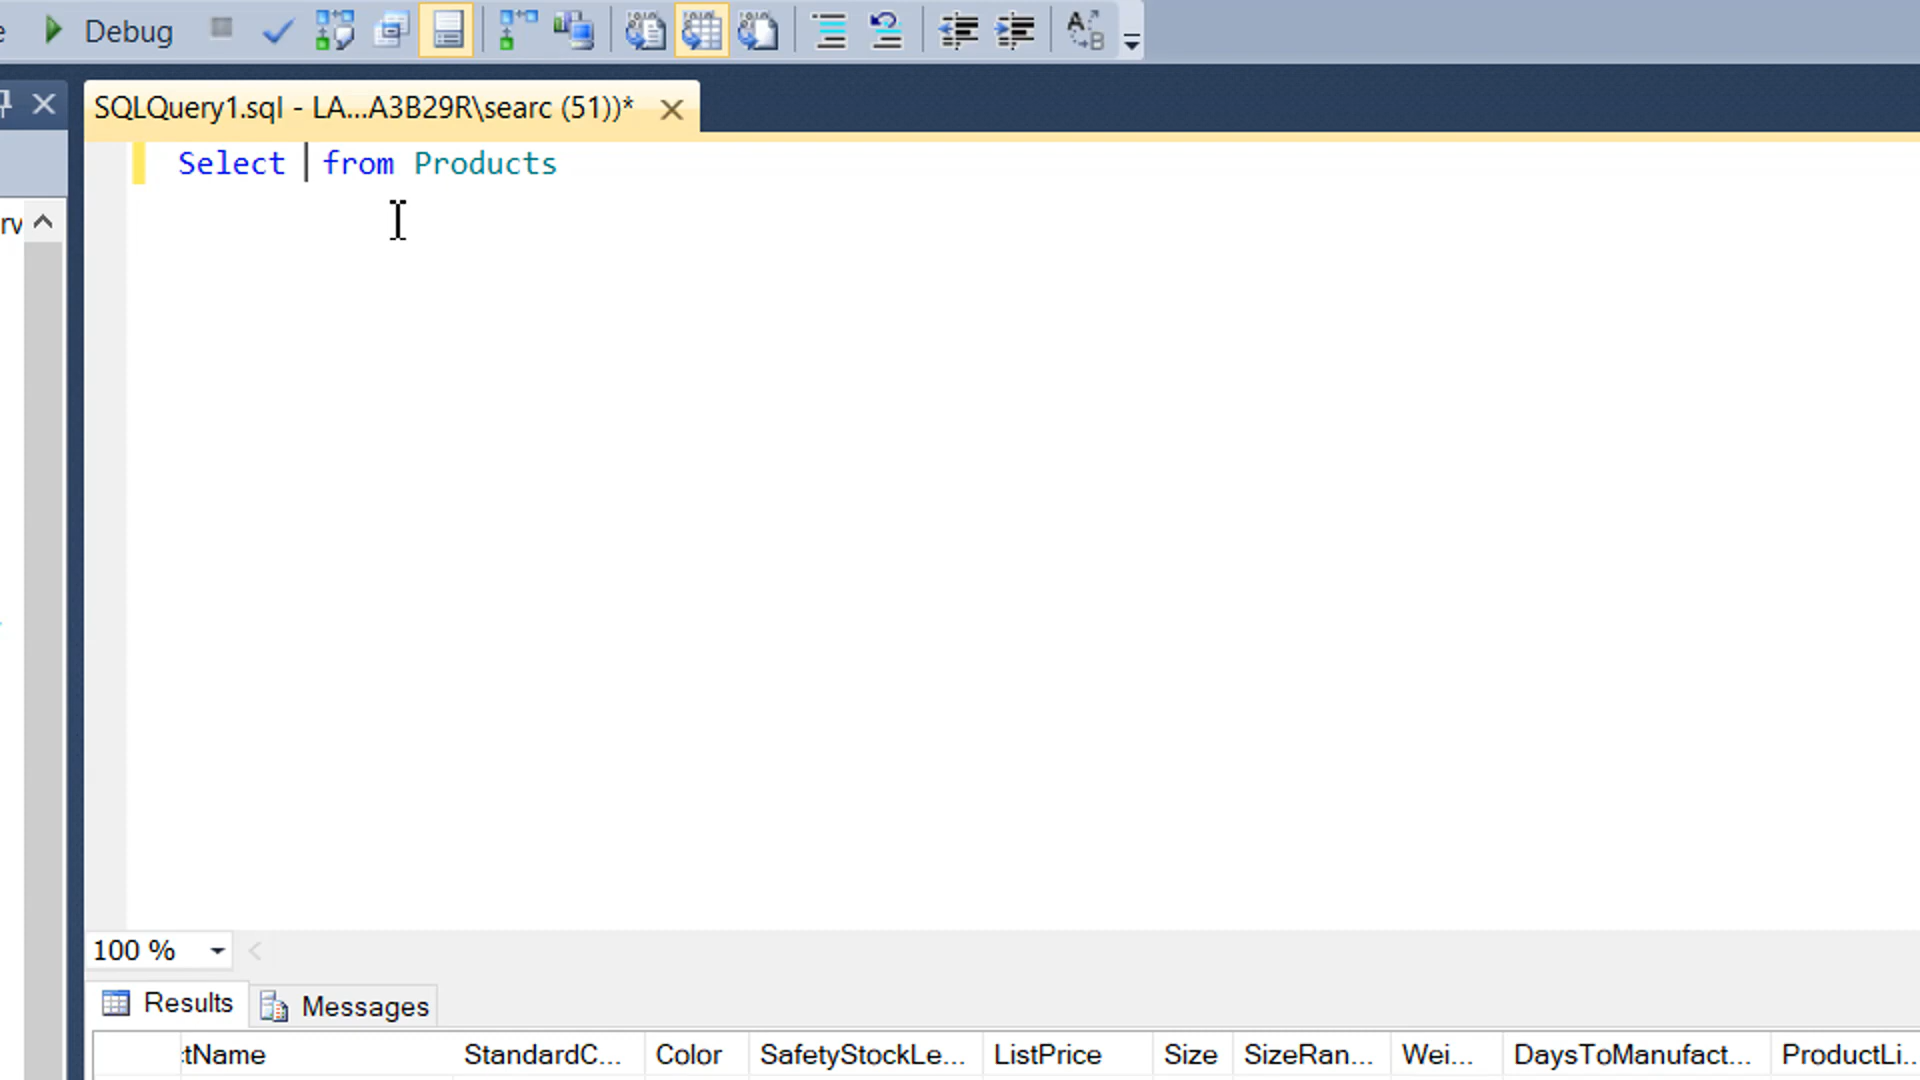 Debug
SQLQuery1.sql - LA...A3B29R\searc (51))*
rv
Select from Products
100 %
Results Messages
:tName StandardC... Color SafetyStockLe... ListPrice Size SizeRan... Wei... DaysToManufact... ProductLi...